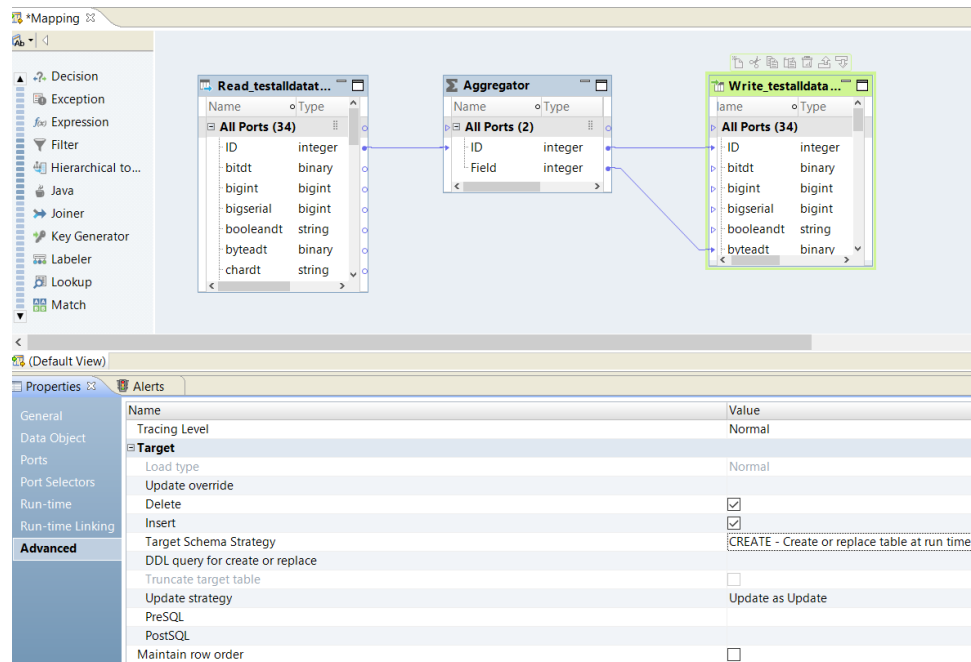 *Mapping
Ab
Decision
Exception
fxx Expression
Filter
Hierarchical to...
Java
Joiner
Key Generator
Labeler
Lookup
Match
Read_testalldatat...
Name Type
All Ports (34)
ID integer
bitdt binary
bigint bigint
bigserial bigint
booleandt string
byteadt binary
chardt string
Aggregator
Name Type
All Ports (2)
ID integer
Field integer
Write_testalldata...
lame Type
All Ports (34)
ID integer
bitdt binary
bigint bigint
bigserial bigint
booleandt string
byteadt binary
(Default View)
Properties
Alerts
General
Data Object
Ports
Port Selectors
Run-time
Run-time Linking
Advanced
Name Value
Tracing Level Normal
Target
Load type Normal
Update override
Delete
Insert
Target Schema Strategy CREATE - Create or replace table at run time
DDL query for create or replace
Truncate target table
Update strategy Update as Update
PreSQL
PostSQL
Maintain row order